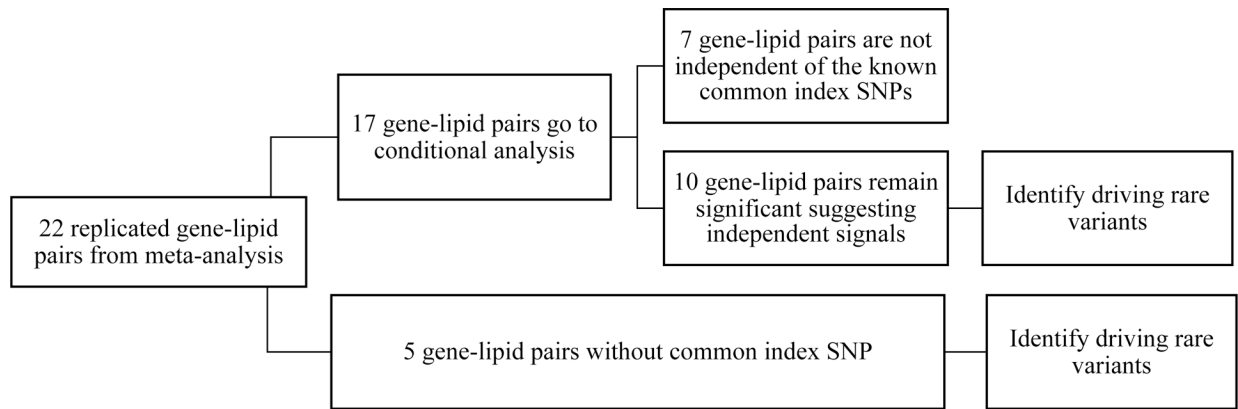 7 gene-lipid pairs are not
independent of the known
common index SNPs
17 gene-lipid pairs go to
conditional analysis
10 gene-lipid pairs remain
significant suggesting
independent signals
Identify driving rare
variants
22 replicated gene-lipid
pairs from meta-analysis
5 gene-lipid pairs without common index SNP
Identify driving rare
variants